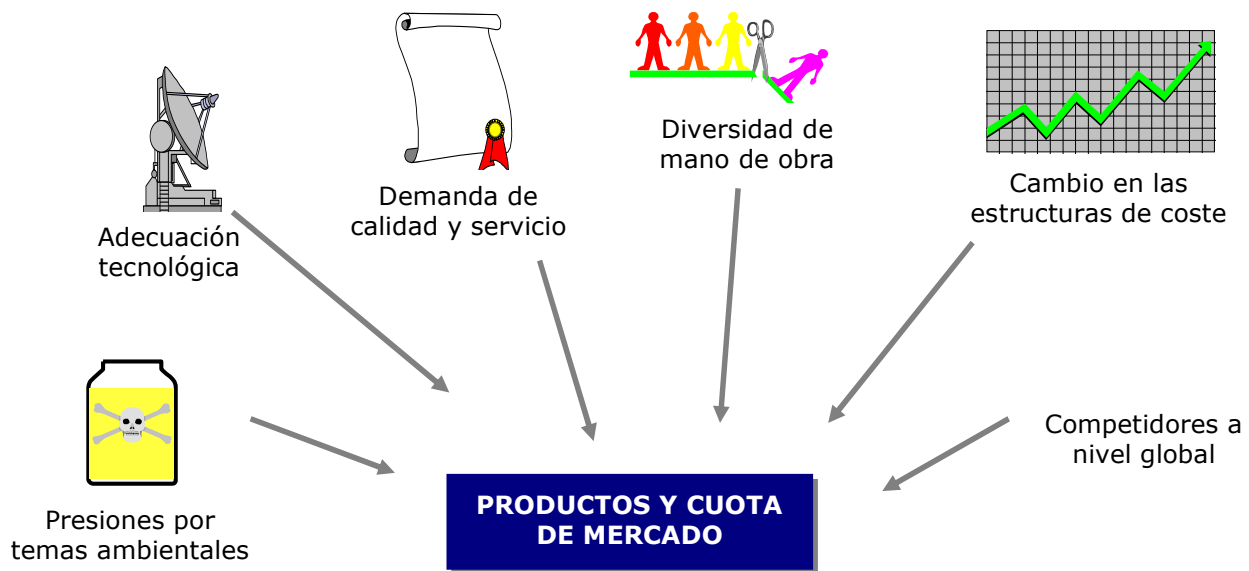 Diversidad de
mano de obra
Cambio en las
estructuras de coste
Demanda de
calidad y servicio
Adecuación
tecnológica
Competidores a
nivel global
Presiones por
temas ambientales
PRODUCTOS Y CUOTA
DE MERCADO